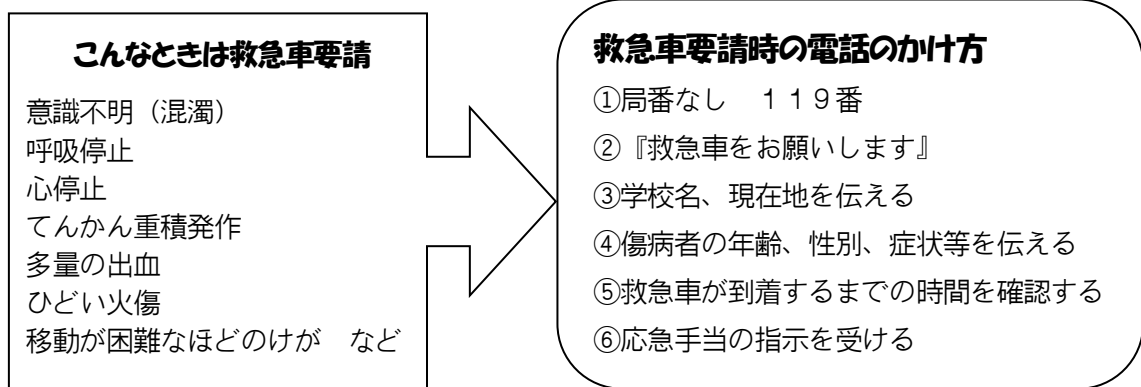 こんなときは救急車要請
意識不明（混濁）
呼吸停止
心停止
てんかん重積発作
多量の出血
ひどい火傷
移動が困難なほどのけが　など
救急車要請時の電話のかけ方
①局番なし　１１９番
②『救急車をお願いします』
③学校名、現在地を伝える
④傷病者の年齢、性別、症状等を伝える
⑤救急車が到着するまでの時間を確認する
⑥応急手当の指示を受ける